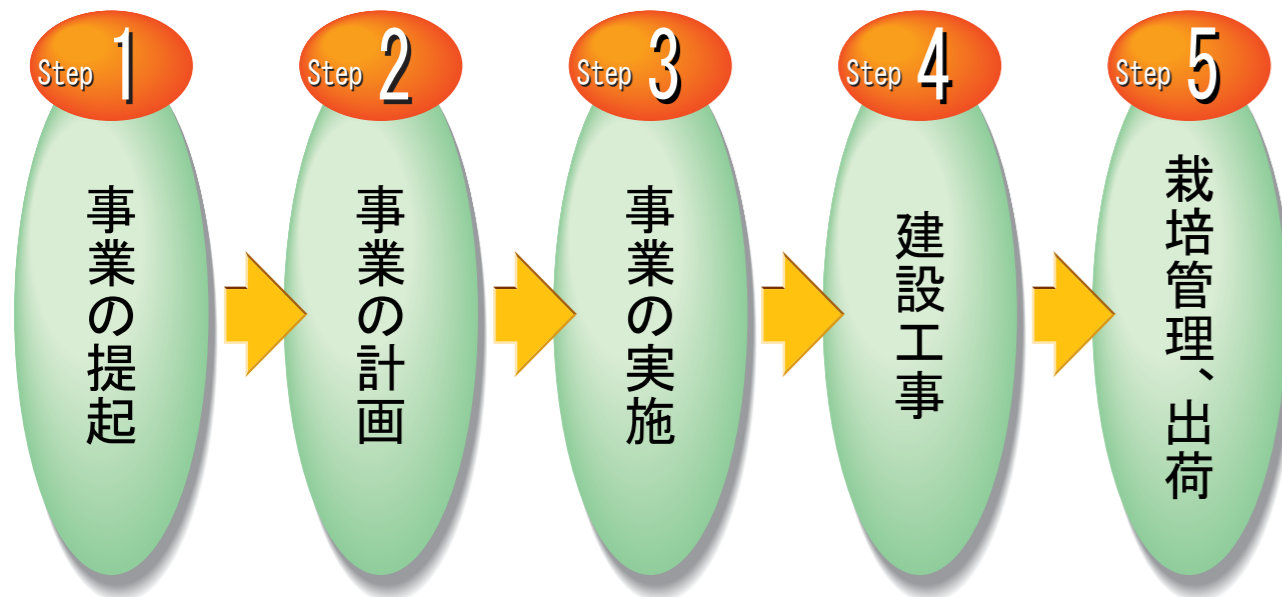 Step 1
事業の提起
Step 2
事業の計画
Step 3
事業の実施
Step 4
建設工事
Step 5
栽培管理、出荷